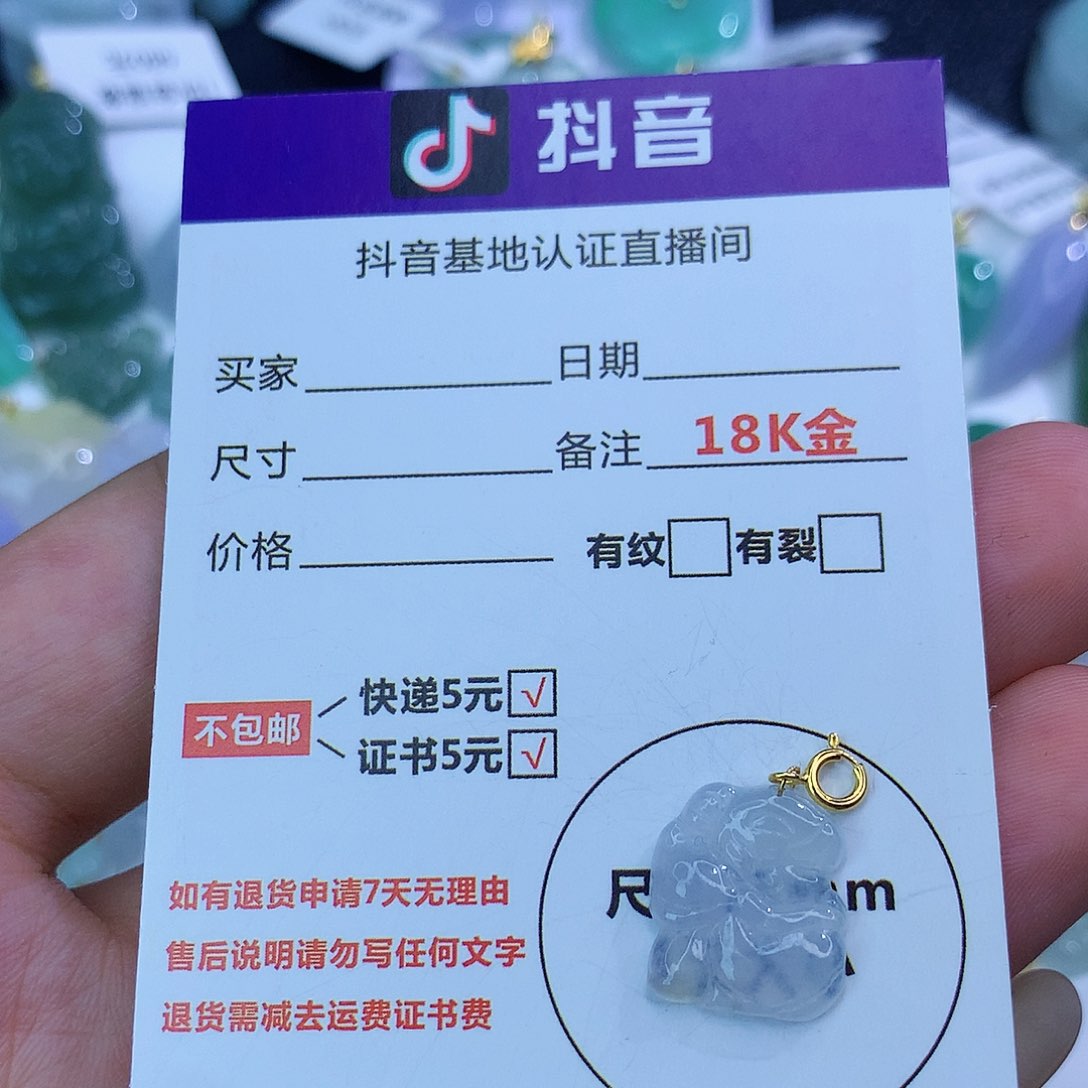 抖音
抖音基地认证直播间
买家 日期
尺寸 备注 18K金
价格 有纹 有裂
不包邮 快递5元 √
证书5元 √
尺 m
如有退货申请7天无理由
售后说明请勿写任何文字
退货需减去运费证书费